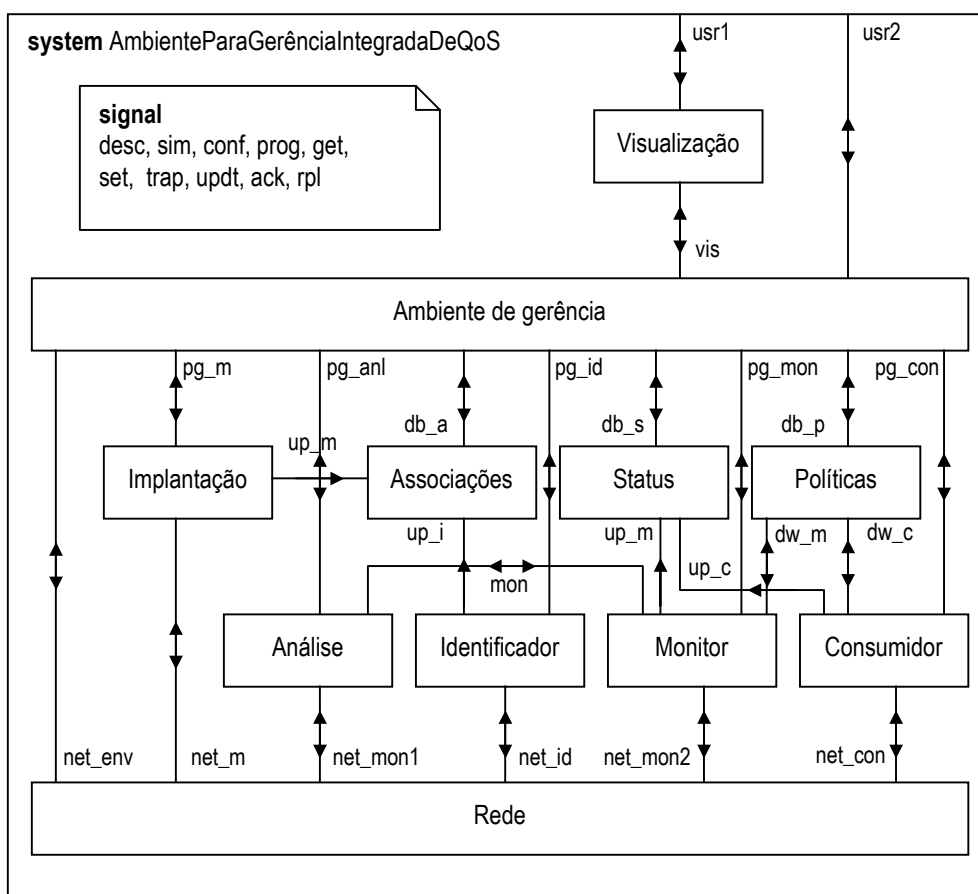 system AmbienteParaGerênciaIntegradaDeQoS
usr1
usr2
signal
desc, sim, conf, prog, get,
set, trap, updt, ack, rpl
Visualização
vis
Ambiente de gerência
pg_m
pg_anl
pg_id
pg_mon
pg_con
up_m
db_a
db_s
db_p
Implantação
Associações
Status
Políticas
up_i
up_m
dw_m
dw_c
mon
up_c
Análise
Identificador
Monitor
Consumidor
net_env
net_m
net_mon1
net_id
net_mon2
net_con
Rede